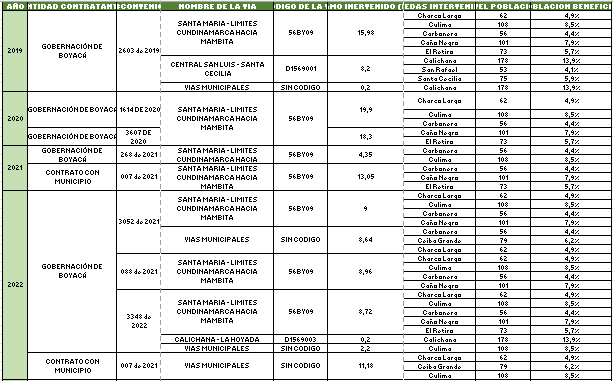 AÑO NTIDAD CONTRATANT CONVENIO NOMBRE DE LA VIA DIGO DE LA MO INERVENIDO ( EDAS INTERVENI EL POBLACIO BLACION BENEFICI
2019 GOBERNACIÓN DE BOYACÁ 2603 de 2019 SANTA MARIA - LIMITES CUNDINAMARCA HACIA MAMBITA 56BY09 15,98 Charca Larga 62 4,9%
Culima 108 8,5%
Carbonera 56 4,4%
Caña Negra 101 7,9%
El Retiro 73 5,7%
CENTRAL SAN LUIS - SANTA CECILIA D1569001 8,2 Calichana 178 13,9%
San Rafael 53 4,1%
Santa Cecilia 75 5,9%
VIAS MUNICIPALES SIN CODIGO 0,2 Calichana 178 13,9%
2020 GOBERNACIÓN DE BOYACÁ 1614 DE 2020 SANTA MARIA - LIMITES CUNDINAMARCA HACIA MAMBITA 56BY09 19,9 Charca Larga 62 4,9%
Culima 108 8,5%
Carbonera 56 4,4%
GOBERNACIÓN DE BOYACÁ 3607 DE 2020 18,3 Caña Negra 101 7,9%
El Retiro 73 5,7%
2021 GOBERNACIÓN DE BOYACÁ 268 de 2021 SANTA MARIA - LIMITES CUNDINAMARCA HACIA 56BY09 4,35 Carbonera 56 4,4%
Culima 108 8,5%
CONTRATO CON MUNICIPIO 007 de 2021 SANTA MARIA - LIMITES CUNDINAMARCA HACIA MAMBITA 56BY09 13,05 Carbonera 56 4,4%
Caña Negra 101 7,9%
El Retiro 73 5,7%
2022 GOBERNACIÓN DE BOYACÁ 3052 de 2021 SANTA MARIA - LIMITES CUNDINAMARCA HACIA MAMBITA 56BY09 9 Charca Larga 62 4,9%
Culima 108 8,5%
Carbonera 56 4,4%
Caña Negra 101 7,9%
VIAS MUNICIPALES SIN CODIGO 8,64 Carbonera 56 4,4%
Ceiba Grande 79 6,2%
Charca Larga 62 4,9%
088 de 2021 SANTA MARIA - LIMITES CUNDINAMARCA HACIA MAMBITA 56BY09 8,96 Culima 108 8,5%
Carbonera 56 4,4%
Caña Negra 101 7,9%
3348 de 2022 SANTA MARIA - LIMITES CUNDINAMARCA HACIA MAMBITA 56BY09 8,72 Charca Larga 62 4,9%
Culima 108 8,5%
Carbonera 56 4,4%
Caña Negra 101 7,9%
El Retiro 73 5,7%
CALICHANA - LA HOYADA D1569003 0,2 Calichana 178 13,9%
VIAS MUNICIPALES SIN CODIGO 2,2 Culima 108 8,5%
CONTRATO CON MUNICIPIO 007 de 2021 VIAS MUNICIPALES SIN CODIGO 11,18 Charca Larga 62 4,9%
Ceiba Grande 79 6,2%
Culima 108 8,5%